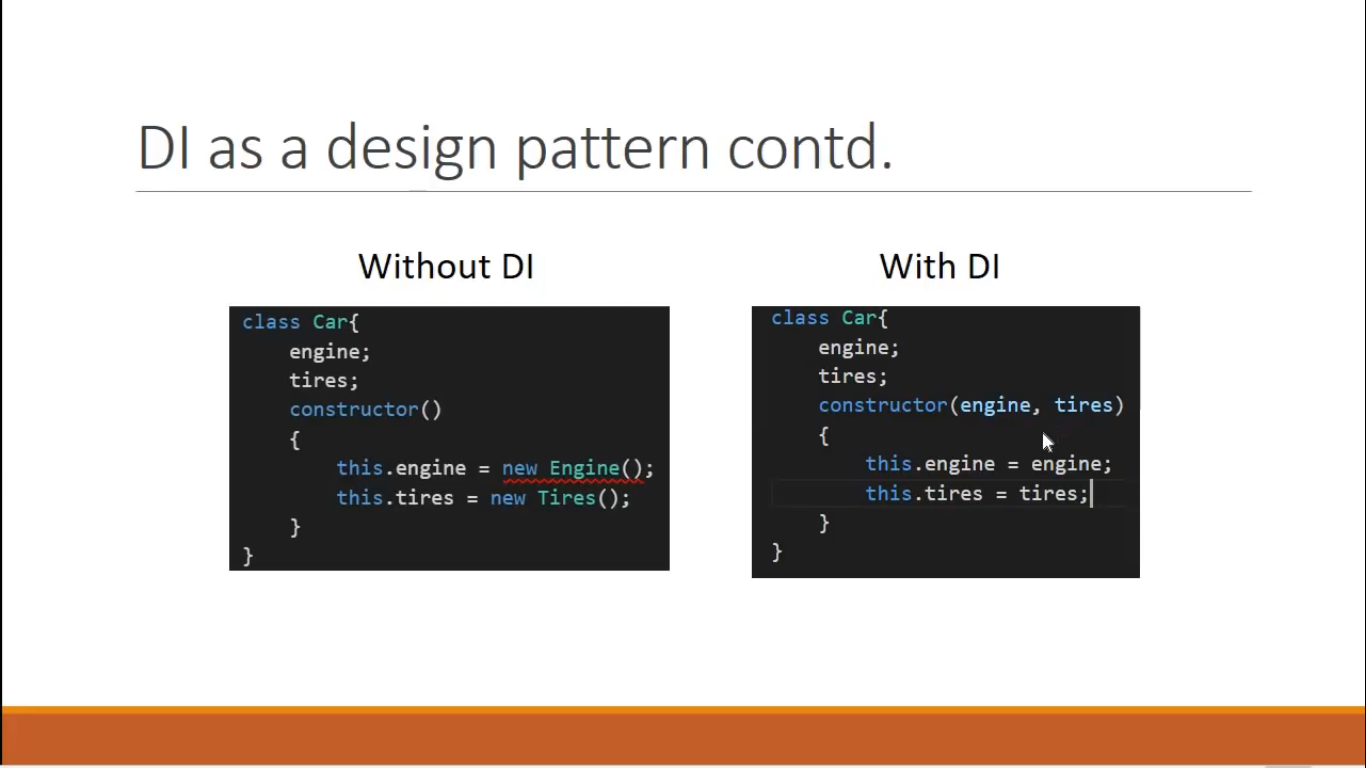 DI as a design pattern contd.
Without DI
class Car{
    engine;
    tires;
    constructor()
    {
        this.engine = new Engine();
        this.tires = new Tires();
    }
}
With DI
class Car{
    engine;
    tires;
    constructor(engine, tires)
    {
        this.engine = engine;
        this.tires = tires;
    }
}